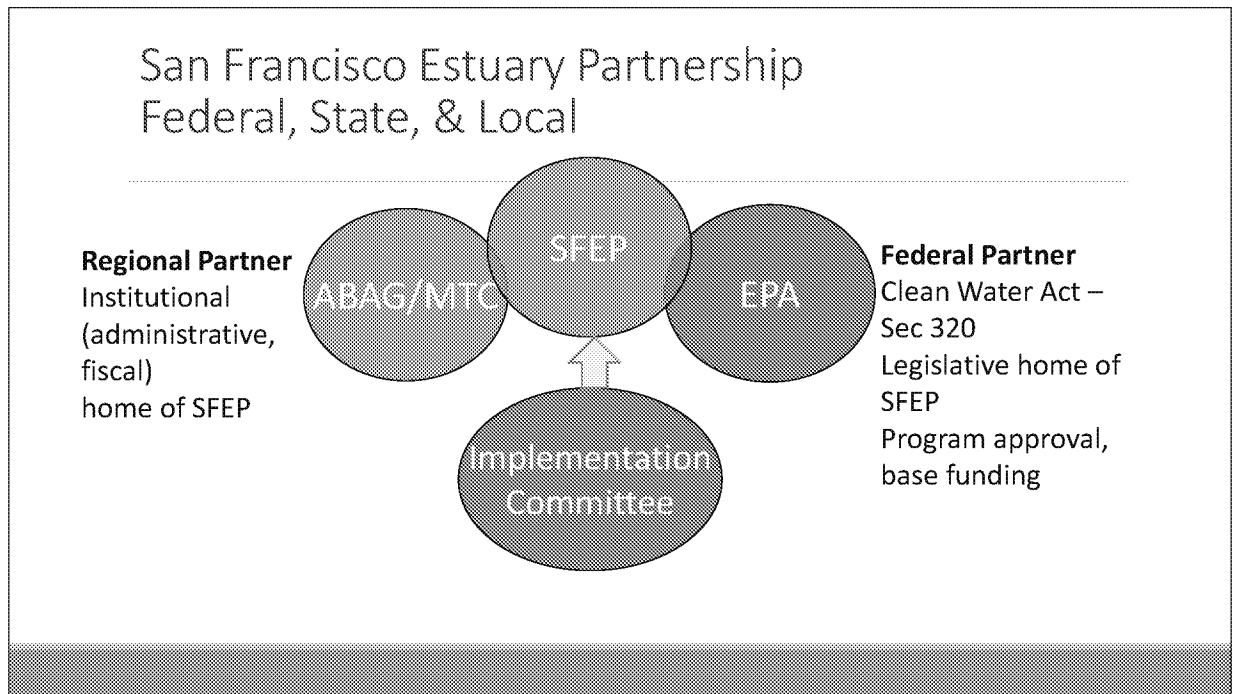 San Francisco Estuary Partnership
Federal, State, & Local
Regional Partner
Institutional
(administrative,
fiscal)
home of SFEP
ABAG/MTC
SFEP
EPA
Implementation
Committee
Federal Partner
Clean Water Act –
Sec 320
Legislative home of
SFEP
Program approval,
base funding